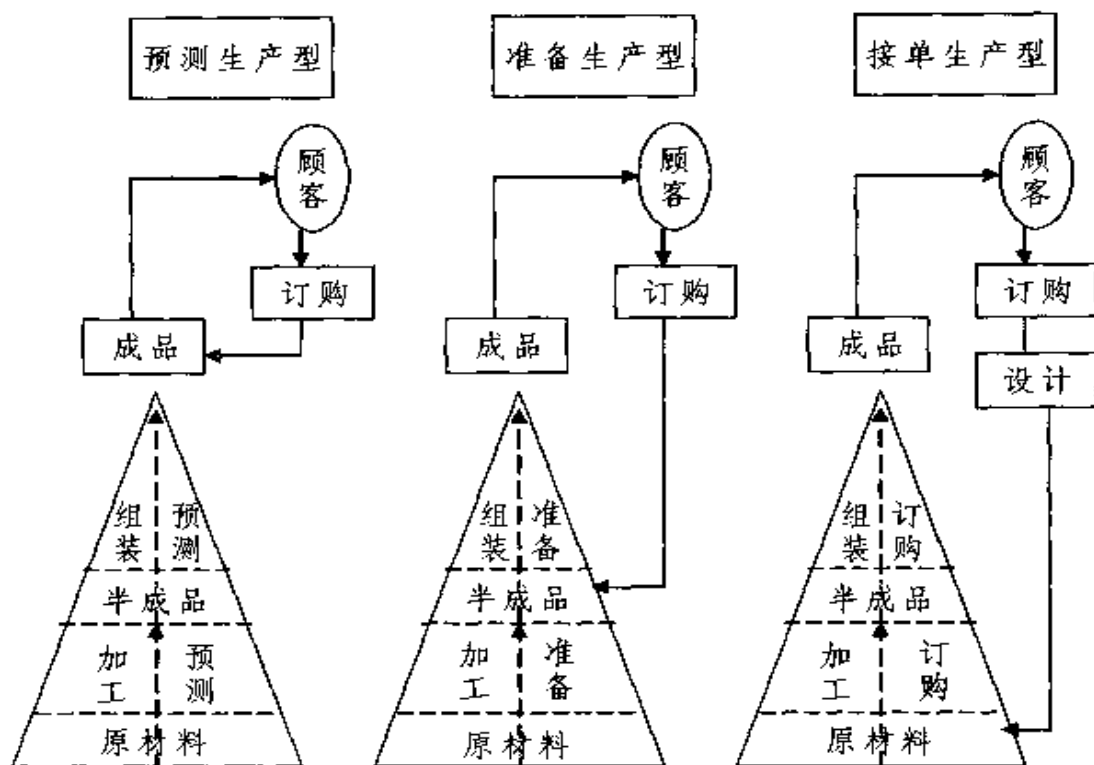 预测生产型
顾客
订购
成品
组装 预测
半成品
加工 预测
原材料
准备生产型
顾客
订购
成品
组装 准备
半成品
加工 准备
原材料
接单生产型
顾客
订购
设计
成品
组装 订购
半成品
加工 订购
原材料